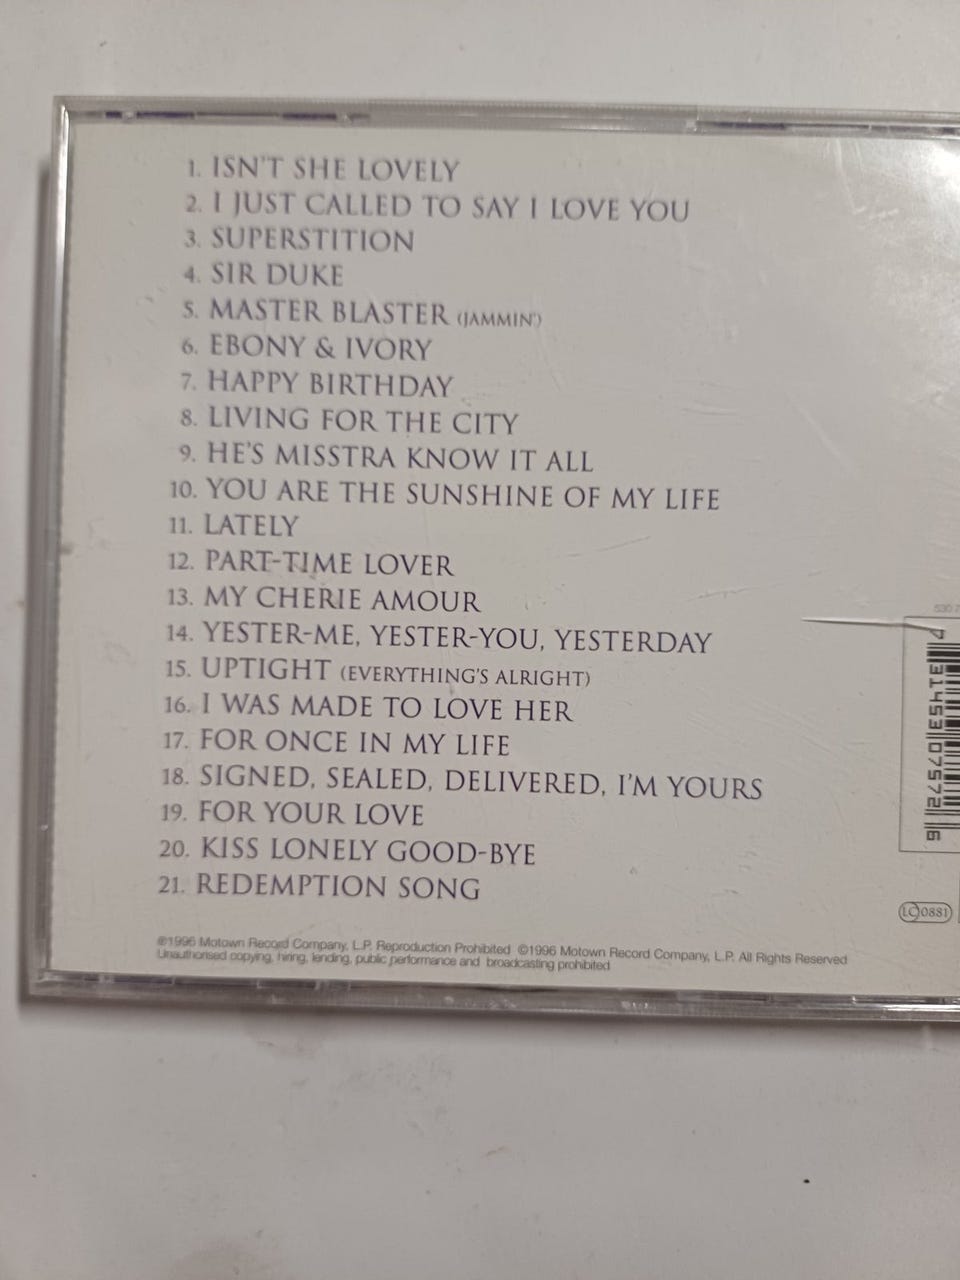 1. ISN'T SHE LOVELY
2. I JUST CALLED TO SAY I LOVE YOU
3. SUPERSTITION
4. SIR DUKE
5. MASTER BLASTER (JAMMIN')
6. EBONY & IVORY
7. HAPPY BIRTHDAY
8. LIVING FOR THE CITY
9. HE'S MISSTRA KNOW IT ALL
10. YOU ARE THE SUNSHINE OF MY LIFE
11. LATELY
12. PART-TIME LOVER
13. MY CHERIE AMOUR
14. YESTER-ME, YESTER-YOU, YESTERDAY
15. UPTIGHT (EVERYTHING'S ALRIGHT)
16. I WAS MADE TO LOVE HER
17. FOR ONCE IN MY LIFE
18. SIGNED, SEALED, DELIVERED, I'M YOURS
19. FOR YOUR LOVE
20. KISS LONELY GOOD-BYE
21. REDEMPTION SONG
℗1996 Motown Record Company, L.P. Reproduction Prohibited ©1996 Motown Record Company, L.P. All Rights Reserved
Unauthorised copying, hiring, lending, public performance and broadcasting prohibited
530
7 31453 07572 6
LC 0881